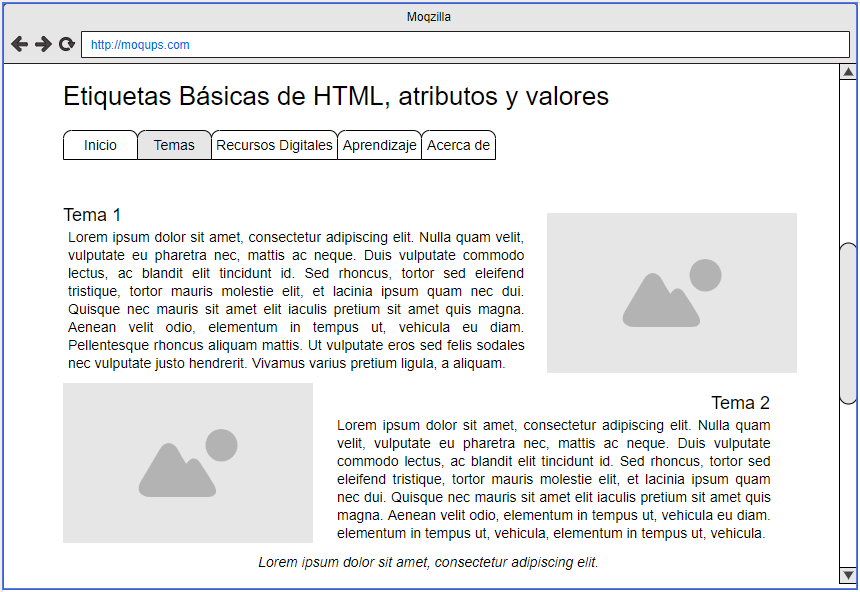 Moqzilla
http://moqups.com
Etiquetas Básicas de HTML, atributos y valores
Inicio Temas Recursos Digitales Aprendizaje Acerca de
Tema 1
Lorem ipsum dolor sit amet, consectetur adipiscing elit. Nulla quam velit,
vulputate eu pharetra nec, mattis ac neque. Duis vulputate commodo
lectus, ac blandit elit tincidunt id. Sed rhoncus, tortor sed eleifend
tristique, tortor mauris molestie elit, et lacinia ipsum quam nec dui.
Quisque nec mauris sit amet elit iaculis pretium sit amet quis magna.
Aenean velit odio, elementum in tempus ut, vehicula eu diam.
Pellentesque rhoncus aliquam mattis. Ut vulputate eros sed felis sodales
nec vulputate justo hendrerit. Vivamus varius pretium ligula, a aliquam.
Tema 2
Lorem ipsum dolor sit amet, consectetur adipiscing elit. Nulla quam
velit, vulputate eu pharetra nec, mattis ac neque. Duis vulputate
commodo lectus, ac blandit elit tincidunt id. Sed rhoncus, tortor sed
eleifend tristique, tortor mauris molestie elit, et lacinia ipsum quam
nec dui. Quisque nec mauris sit amet elit iaculis pretium sit amet quis
magna. Aenean velit odio, elementum in tempus ut, vehicula eu diam.
elementum in tempus ut, vehicula, elementum in tempus ut, vehicula.
Lorem ipsum dolor sit amet, consectetur adipiscing elit.